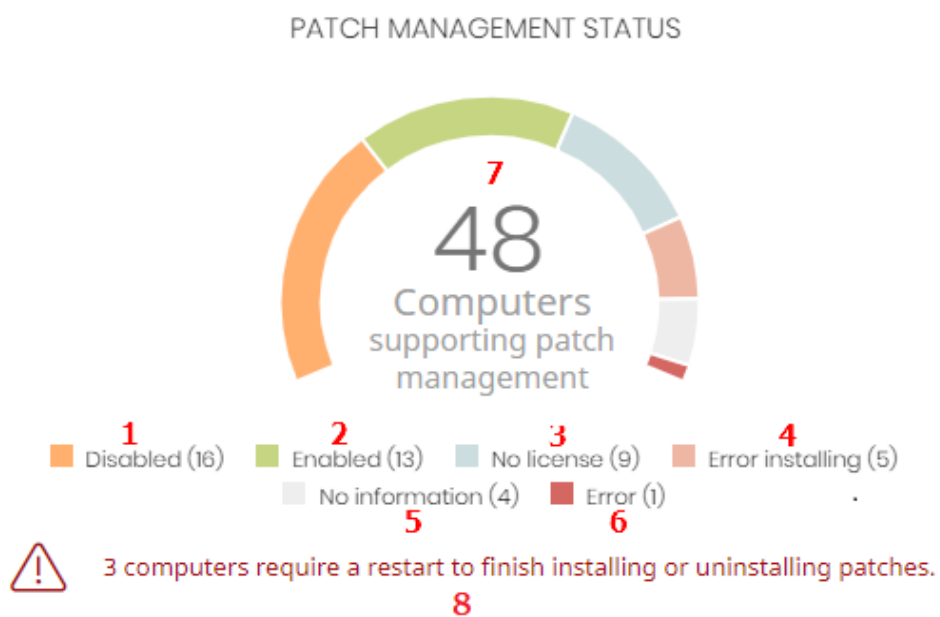 PATCH MANAGEMENT STATUS
7
48
Computers
supporting patch
management
1 2 3 4
Disabled (16) Enabled (13) No license (9) Error installing (5)
No information (4) Error (1)
5 6
3 computers require a restart to finish installing or uninstalling patches.
8